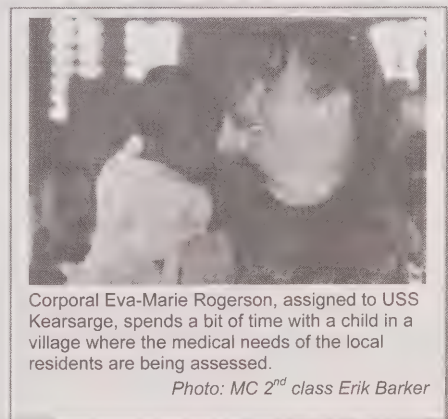 Corporal Eva-Marie Rogerson, assigned to USS
Kearsarge, spends a bit of time with a child in a
village where the medical needs of the local
residents are being assessed.
Photo: MC 2nd class Erik Barker